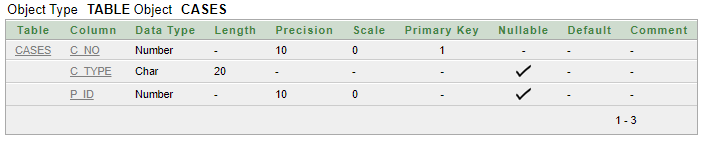 Object Type TABLE Object CASES
Table Column Data Type Length Precision Scale Primary Key Nullable Default Comment
CASES C_NO Number - 10 0 1 - - -
C_TYPE Char 20 - - - - -
P_ID Number - 10 0 - - -
1 - 3